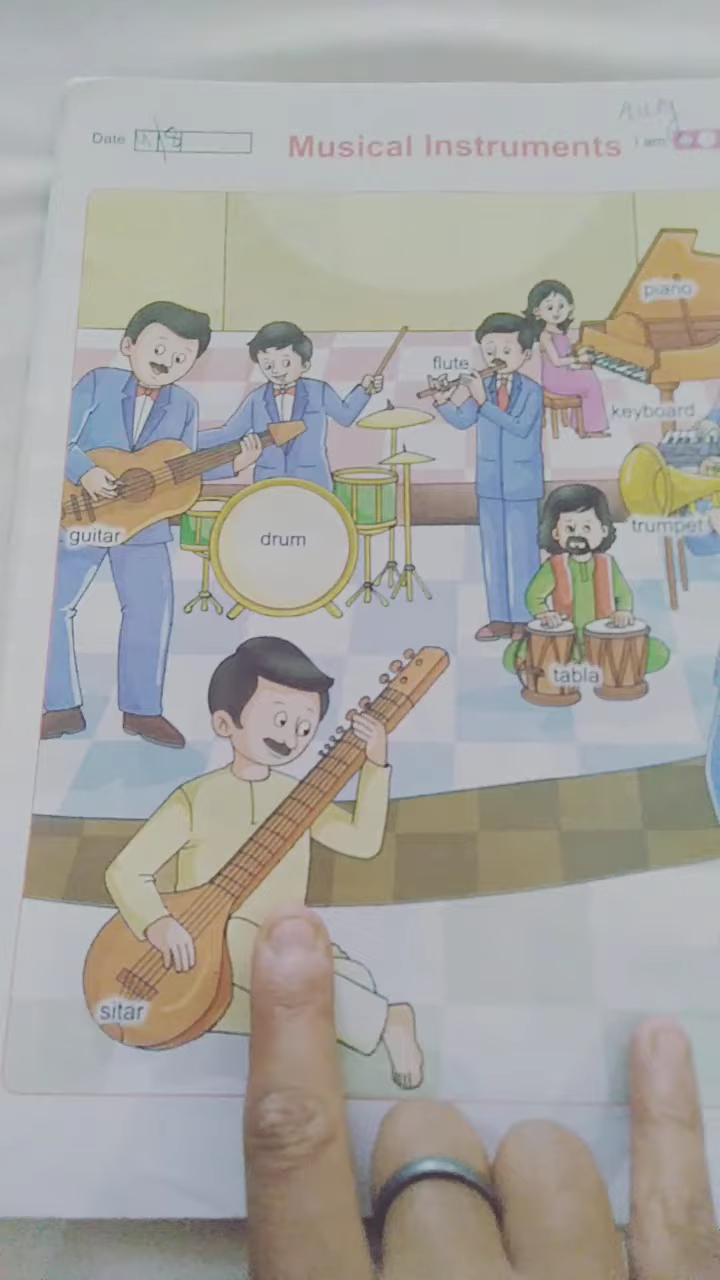 Date
Musical Instruments
I am
piano
flute
keyboard
guitar
drum
trumpet
tabla
sitar